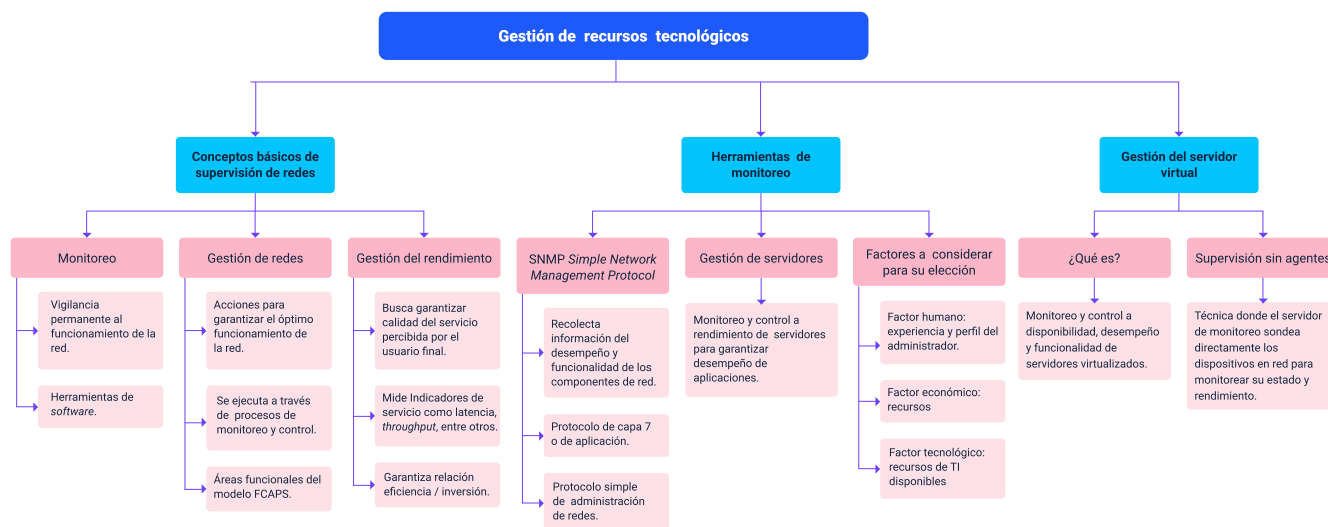 Gestión de recursos tecnológicos
Conceptos básicos de
supervisión de redes
Monitoreo
Vigilancia
permanente al
funcionamiento de la
red.
Herramientas de
software.
Gestión de redes
Acciones para
garantizar el óptimo
funcionamiento de
la red.
Se ejecuta a través
de procesos de
monitoreo y control.
Áreas funcionales del
modelo FCAPS.
Gestión del rendimiento
Busca garantizar
calidad del servicio
percibida por el
usuario final.
Mide Indicadores de
servicio como latencia,
throughput, entre otros.
Garantiza relación
eficiencia / inversión.
Herramientas de
monitoreo
SNMP Simple Network
Management Protocol
Recolecta
información del
desempeño y
funcionalidad de los
componentes de red.
Protocolo de capa 7
o de aplicación.
Protocolo simple
de administración
de redes.
Gestión de servidores
Monitoreo y control a
rendimiento de servidores
para garantizar
desempeño de
aplicaciones.
Factores a considerar
para su elección
Factor humano:
experiencia y perfil del
administrador.
Factor económico:
recursos
Factor tecnológico:
recursos de TI
disponibles
Gestión del servidor
virtual
¿Qué es?
Monitoreo y control a
disponibilidad, desempeño
y funcionalidad de
servidores virtualizados.
Supervisión sin agentes
Técnica donde el servidor
de monitoreo sondea
directamente los
dispositivos en red para
monitorear su estado y
rendimiento.